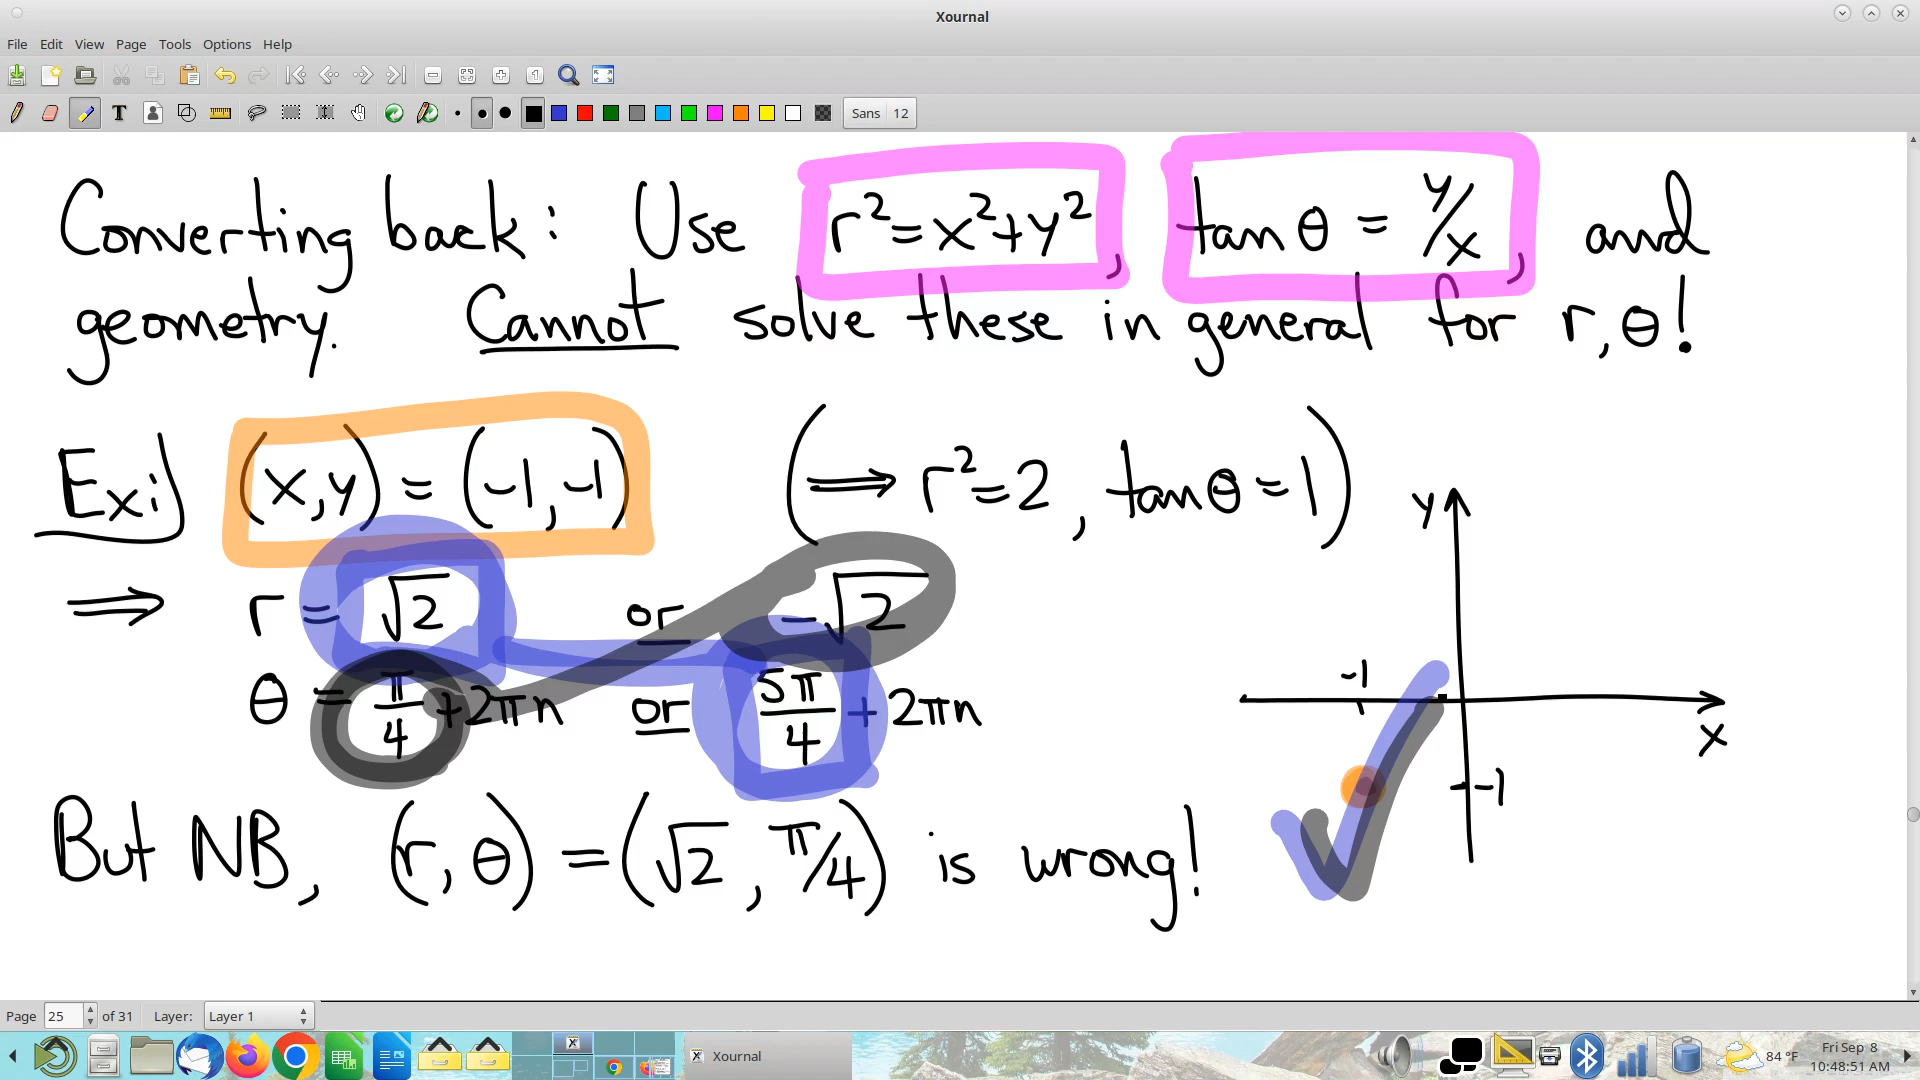 Xournal
File Edit View Page Tools Options Help
Sans 12
Converting back: Use r²=x²+y², tanθ = y/x, and
geometry. Cannot solve these in general for r,θ!
Ex:) (x,y) = (-1,-1) (⟹ r²=2, tanθ=1)
y
⟹ r = √2 or -√2
-1
θ = π/4 +2πn or 5π/4 +2πn
x
-1
But NB, (r,θ) = (√2, π/4) is wrong!
Page 25 of 31 Layer: Layer 1
Xournal
84 °F
Fri Sep 8
10:48:51 AM